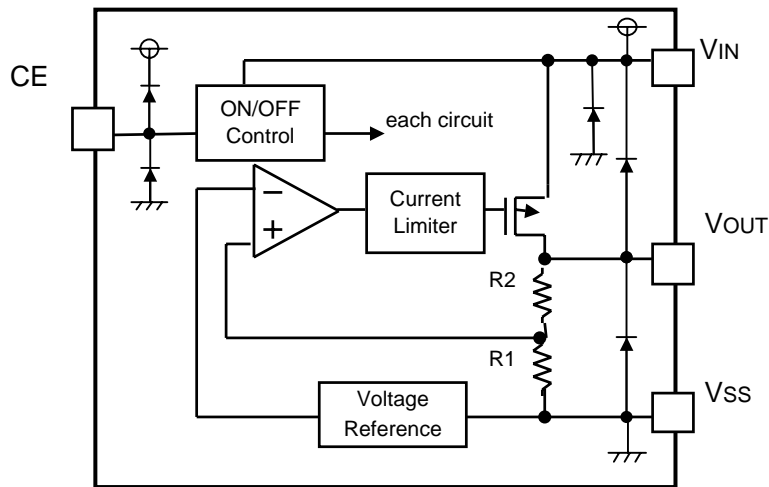 CE
VIN
ON/OFF
Control
each circuit
−
+
Current
Limiter
VOUT
R2
R1
Voltage
Reference
VSS